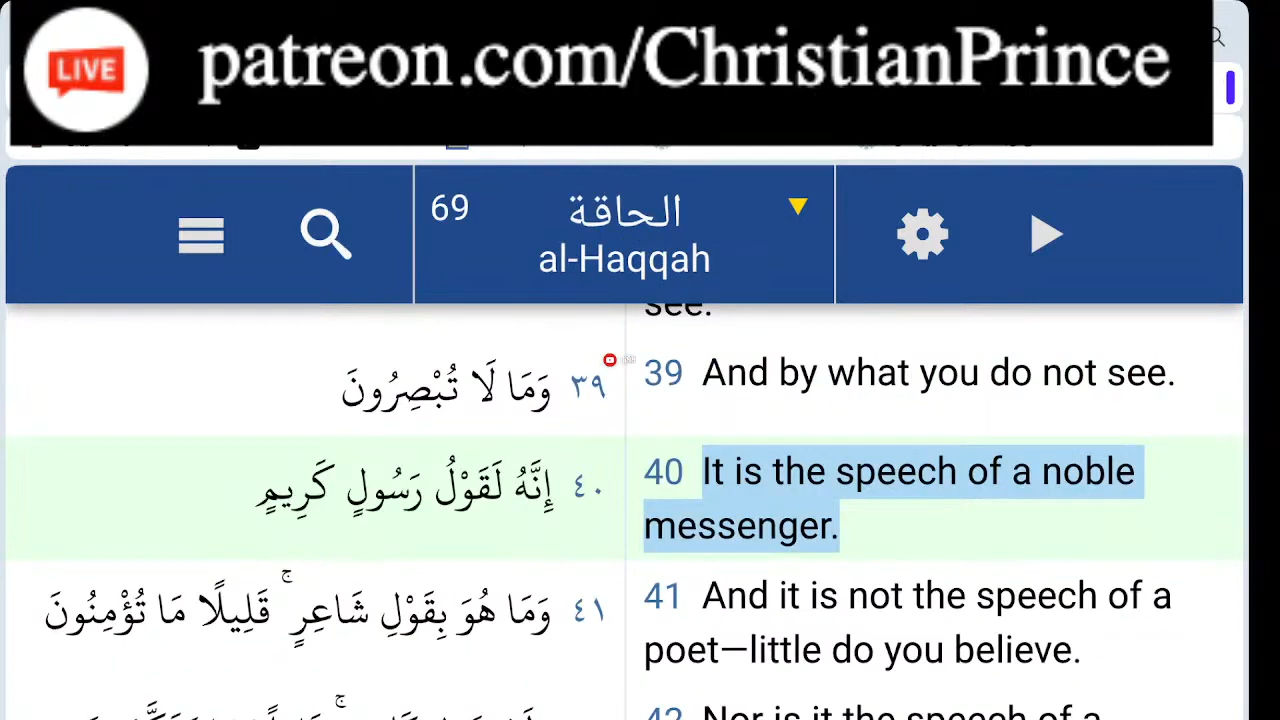 LIVE
patreon.com/ChristianPrince
69
الحاقة
al-Haqqah
see.
٣٩ وَمَا لَا تُبْصِرُونَ
39 And by what you do not see.
٤٠ إِنَّهُ لَقَوْلُ رَسُولٍ كَرِيمٍ
40 It is the speech of a noble
messenger.
٤١ وَمَا هُوَ بِقَوْلِ شَاعِرٍ ۚ قَلِيلًا مَا تُؤْمِنُونَ
41 And it is not the speech of a
poet—little do you believe.
42 Nor is it the speech of a